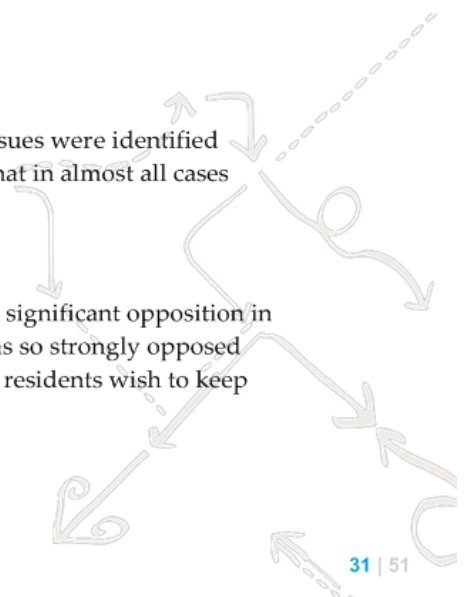 sues were identified
hat in almost all cases
significant opposition in
as so strongly opposed
residents wish to keep
31 | 51